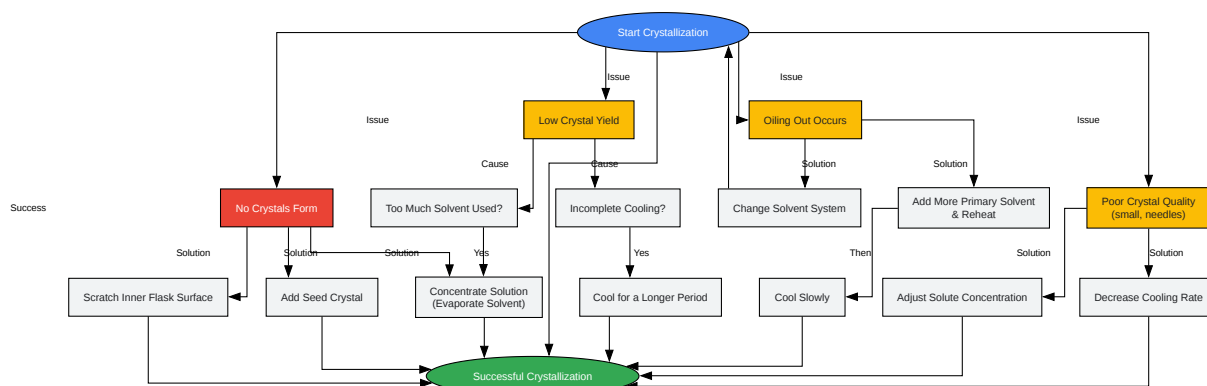 Start Crystallization
Issue
Issue
Low Crystal Yield
Oiling Out Occurs
Issue
Issue
Cause
Cause
Solution
Solution
Success
No Crystals Form
Too Much Solvent Used?
Incomplete Cooling?
Change Solvent System
Add More Primary Solvent
& Reheat
Poor Crystal Quality
(small, needles)
Solution
Solution
Solution
Yes
Yes
Then
Solution
Solution
Scratch Inner Flask Surface
Add Seed Crystal
Concentrate Solution
(Evaporate Solvent)
Cool for a Longer Period
Cool Slowly
Adjust Solute Concentration
Decrease Cooling Rate
Successful Crystallization